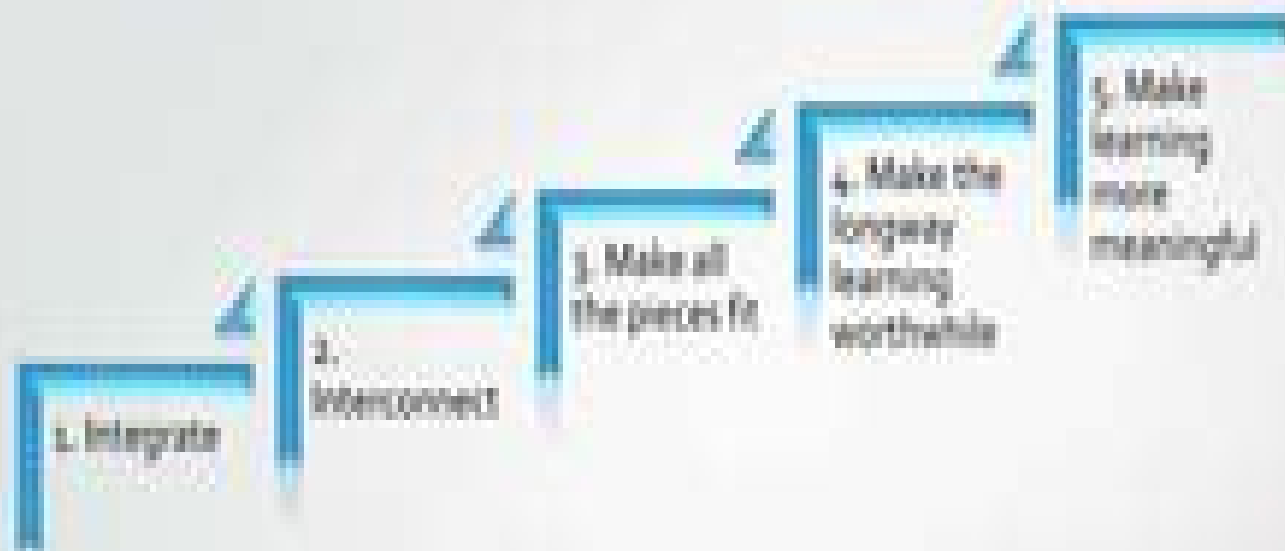 1. Integrate
2.
Interconnect
3. Make all
the pieces fit
4. Make the
longway
learning
worthwhile
5. Make
learning
more
meaningful